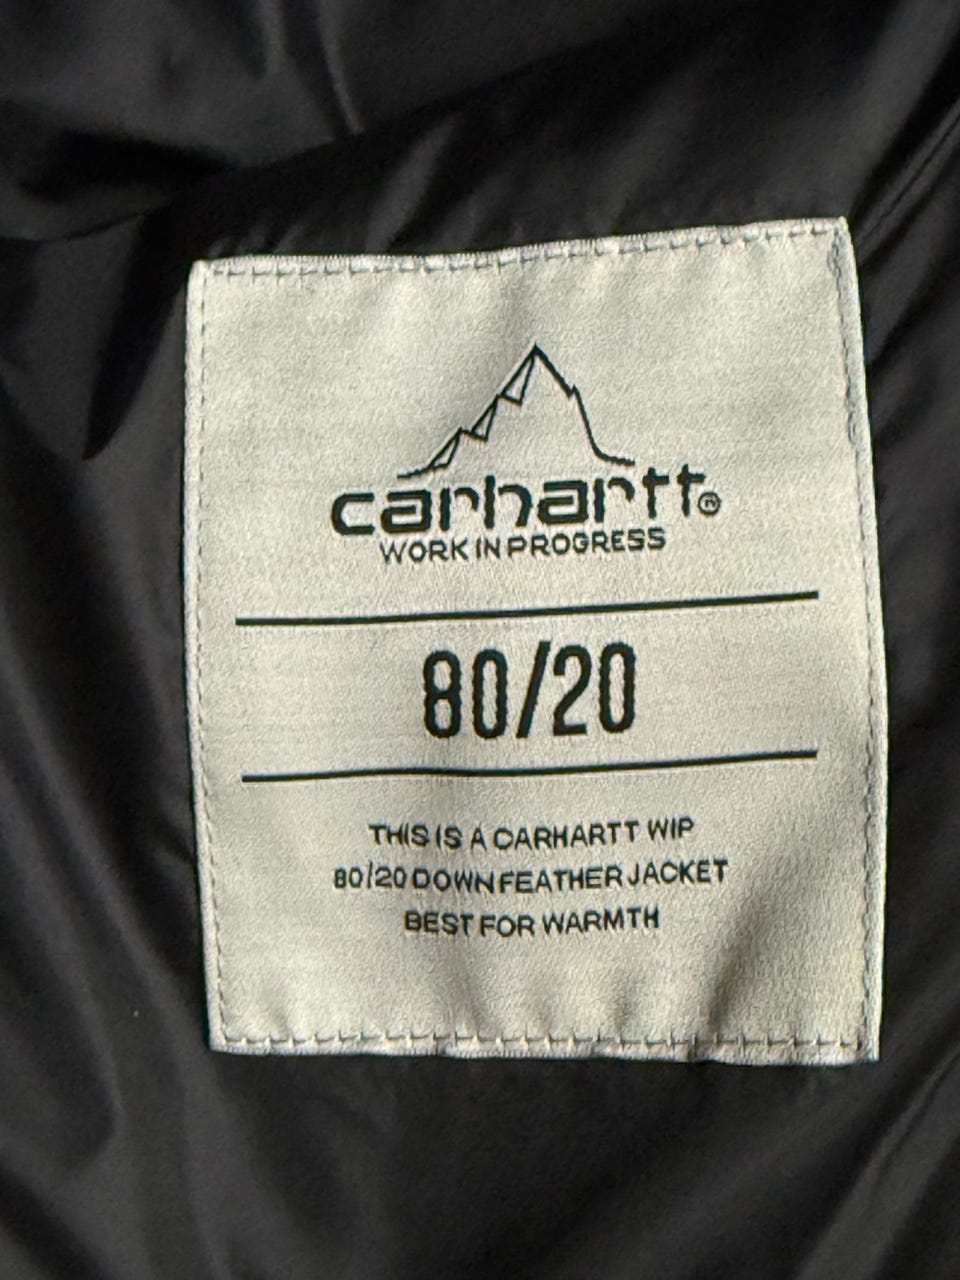 carhartt®
WORK IN PROGRESS
80/20
THIS IS A CARHARTT WIP
80/20 DOWN FEATHER JACKET
BEST FOR WARMTH